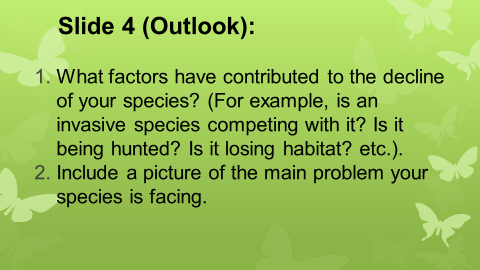 Slide 4 (Outlook):
1. What factors have contributed to the decline
of your species? (For example, is an
invasive species competing with it? Is it
being hunted? Is it losing habitat? etc.).
2. Include a picture of the main problem your
species is facing.